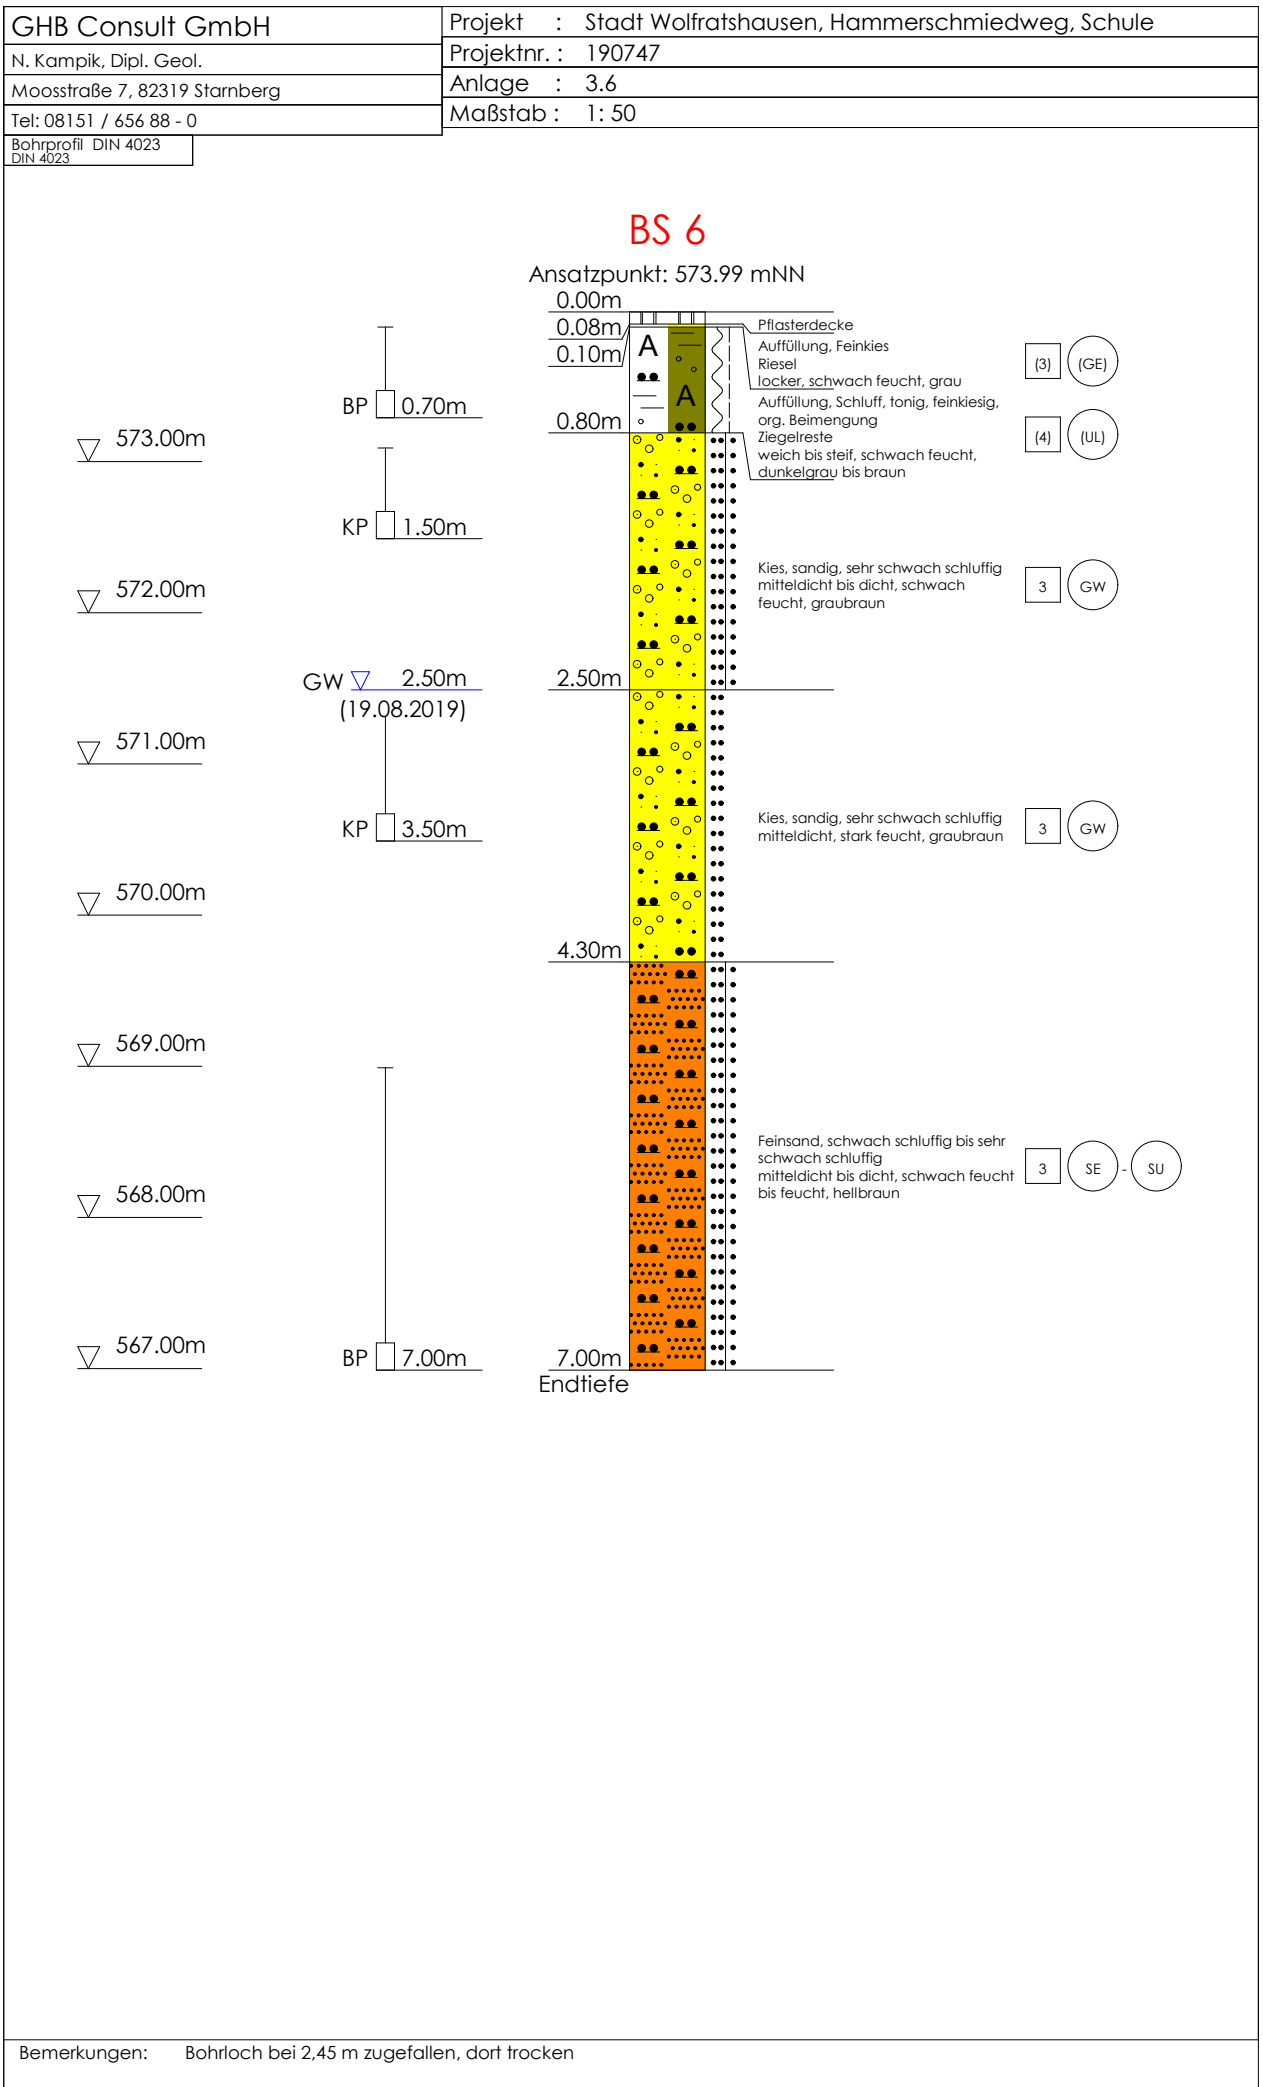 GHB Consult GmbH
N. Kampik, Dipl. Geol.
Moosstraße 7, 82319 Starnberg
Tel: 08151 / 656 88 - 0
Projekt : Stadt Wolfratshausen, Hammerschmiedweg, Schule
Projektnr. : 190747
Anlage : 3.6
Maßstab : 1: 50
Bohrprofil DIN 4023
DIN 4023
BS 6
Ansatzpunkt: 573.99 mNN
0.00m
0.08m
0.10m
0.80m
2.50m
4.30m
7.00m
Endtiefe
A
A
573.00m
572.00m
571.00m
570.00m
569.00m
568.00m
567.00m
BP 0.70m
KP 1.50m
GW 2.50m
(19.08.2019)
KP 3.50m
BP 7.00m
Pflasterdecke
Auffüllung, Feinkies
Riesel
locker, schwach feucht, grau
(3) (GE)
Auffüllung, Schluff, tonig, feinkiesig,
org. Beimengung
Ziegelreste
weich bis steif, schwach feucht,
dunkelgrau bis braun
(4) (UL)
Kies, sandig, sehr schwach schluffig
mitteldicht bis dicht, schwach
feucht, graubraun
3 GW
Kies, sandig, sehr schwach schluffig
mitteldicht, stark feucht, graubraun
3 GW
Feinsand, schwach schluffig bis sehr
schwach schluffig
mitteldicht bis dicht, schwach feucht
bis feucht, hellbraun
3 SE - SU
Bemerkungen: Bohrloch bei 2,45 m zugefallen, dort trocken